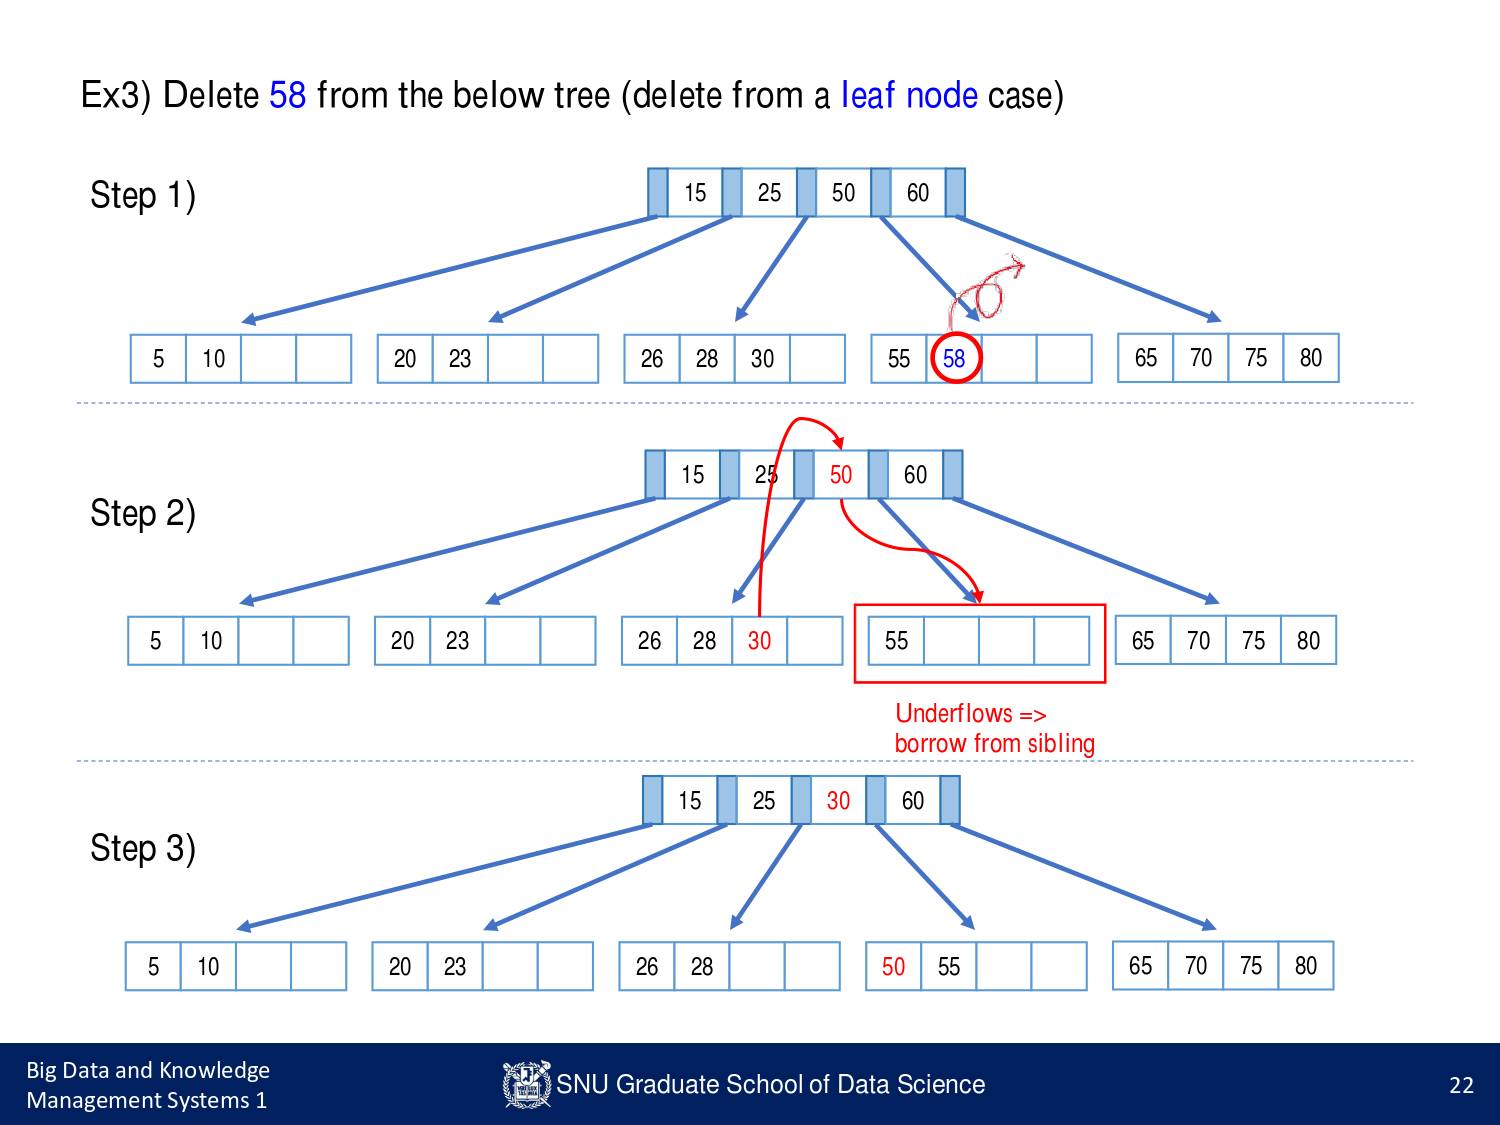 Ex3) Delete 58 from the below tree (delete from a leaf node case)
Step 1)
15 25 50 60
5 10
20 23
26 28 30
55 58
65 70 75 80
Step 2)
15 25 50 60
5 10
20 23
26 28 30
55
65 70 75 80
Underflows =>
borrow from sibling
Step 3)
15 25 30 60
5 10
20 23
26 28
50 55
65 70 75 80
Big Data and Knowledge
Management Systems 1
SNU Graduate School of Data Science
22